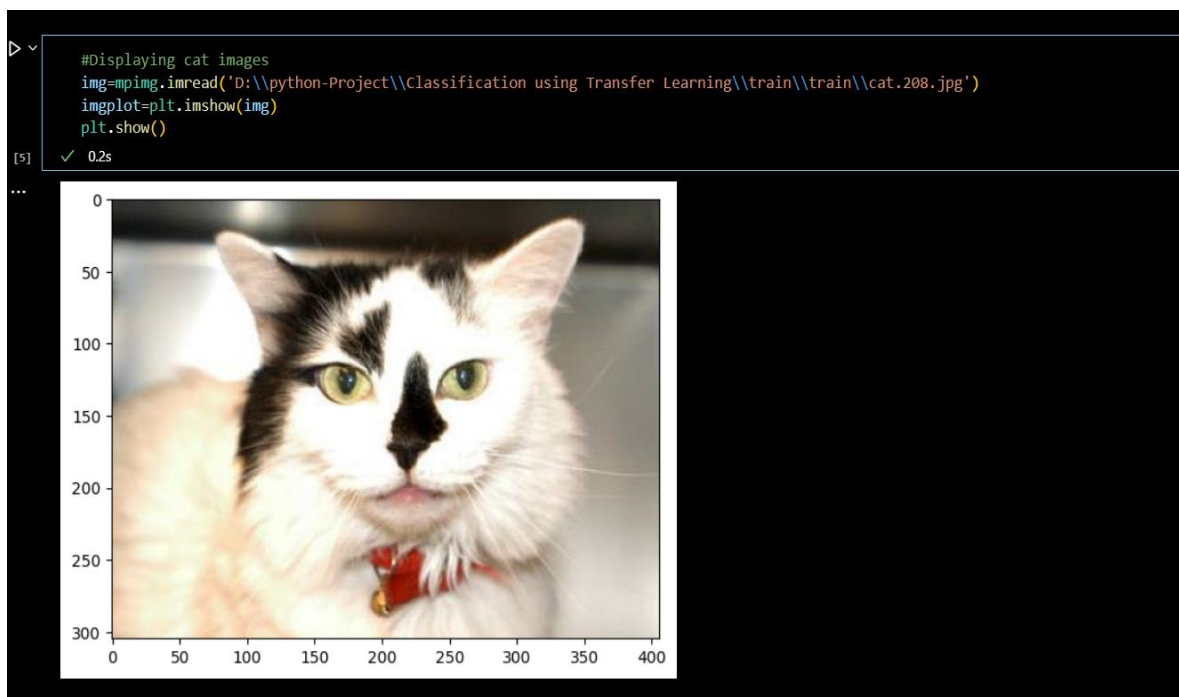 #Displaying cat images
img=mpimg.imread('D:\\python-Project\\Classification using Transfer Learning\\train\\train\\cat.208.jpg')
imgplot=plt.imshow(img)
plt.show()
[5] ✓ 0.2s
...
0
50
100
150
200
250
300
0 50 100 150 200 250 300 350 400